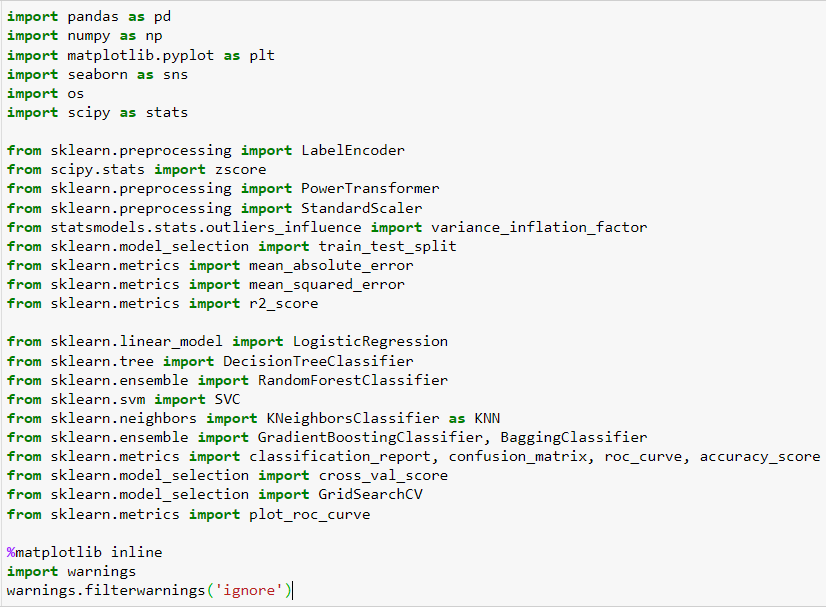 import pandas as pd
import numpy as np
import matplotlib.pyplot as plt
import seaborn as sns
import os
import scipy as stats
from sklearn.preprocessing import LabelEncoder
from scipy.stats import zscore
from sklearn.preprocessing import PowerTransformer
from sklearn.preprocessing import StandardScaler
from statsmodels.stats.outliers_influence import variance_inflation_factor
from sklearn.model_selection import train_test_split
from sklearn.metrics import mean_absolute_error
from sklearn.metrics import mean_squared_error
from sklearn.metrics import r2_score
from sklearn.linear_model import LogisticRegression
from sklearn.tree import DecisionTreeClassifier
from sklearn.ensemble import RandomForestClassifier
from sklearn.svm import SVC
from sklearn.neighbors import KNeighborsClassifier as KNN
from sklearn.ensemble import GradientBoostingClassifier, BaggingClassifier
from sklearn.metrics import classification_report, confusion_matrix, roc_curve, accuracy_score
from sklearn.model_selection import cross_val_score
from sklearn.model_selection import GridSearchCV
from sklearn.metrics import plot_roc_curve
%matplotlib inline
import warnings
warnings.filterwarnings('ignore')